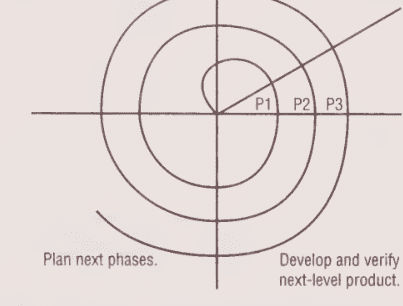 P1 P2 P3
Plan next phases.
Develop and verify
next-level product.